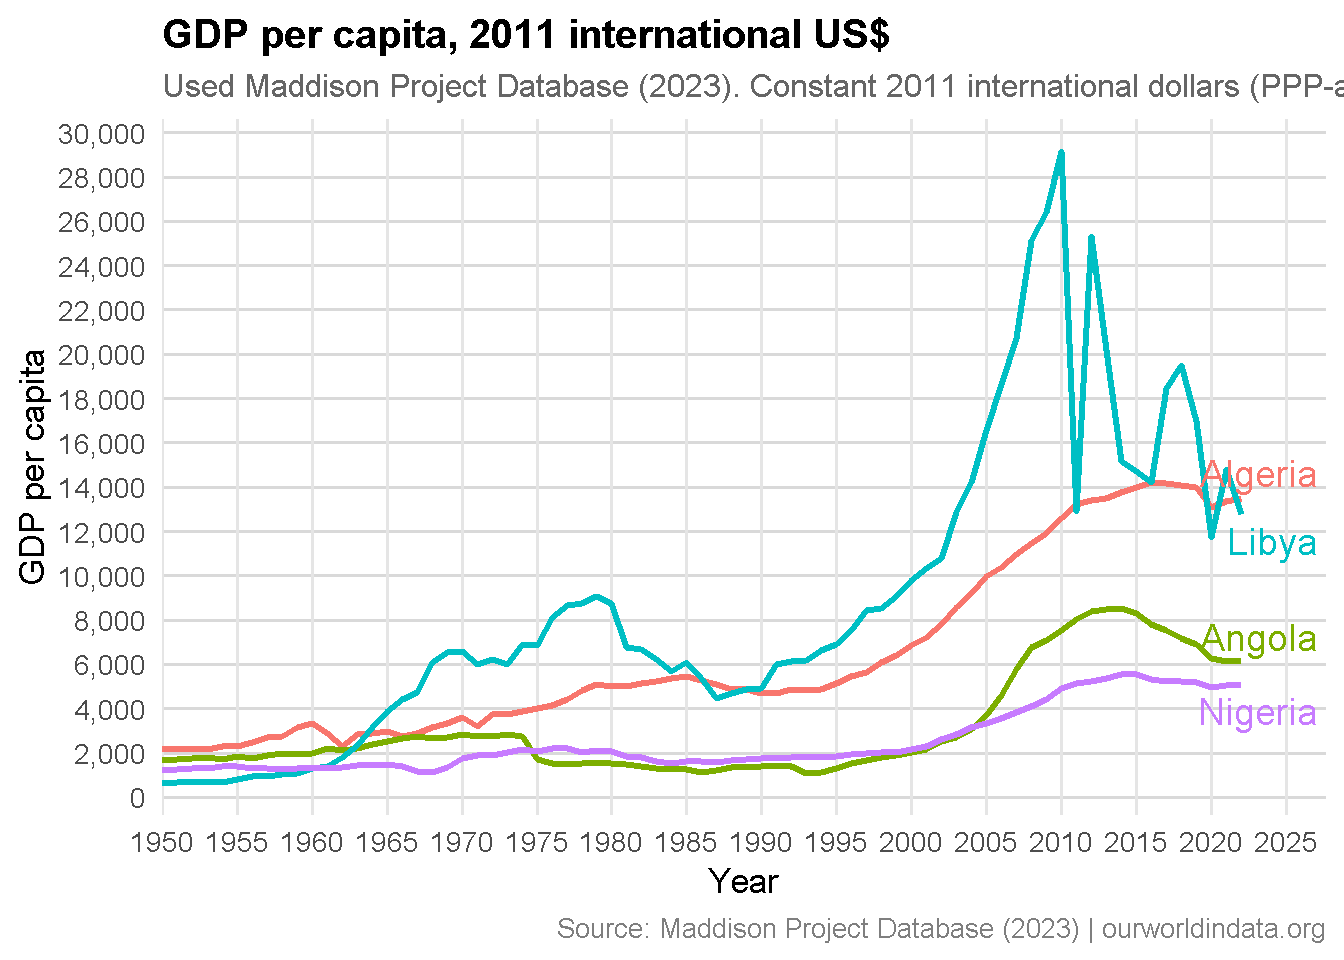 GDP per capita, 2011 international US$
Used Maddison Project Database (2023). Constant 2011 international dollars (PPP-a
30,000
28,000
26,000
24,000
22,000
20,000
18,000
16,000
14,000
12,000
10,000
8,000
6,000
4,000
2,000
0
GDP per capita
Algeria
Libya
Angola
Nigeria
1950 1955 1960 1965 1970 1975 1980 1985 1990 1995 2000 2005 2010 2015 2020 2025
Year
Source: Maddison Project Database (2023) | ourworldindata.org